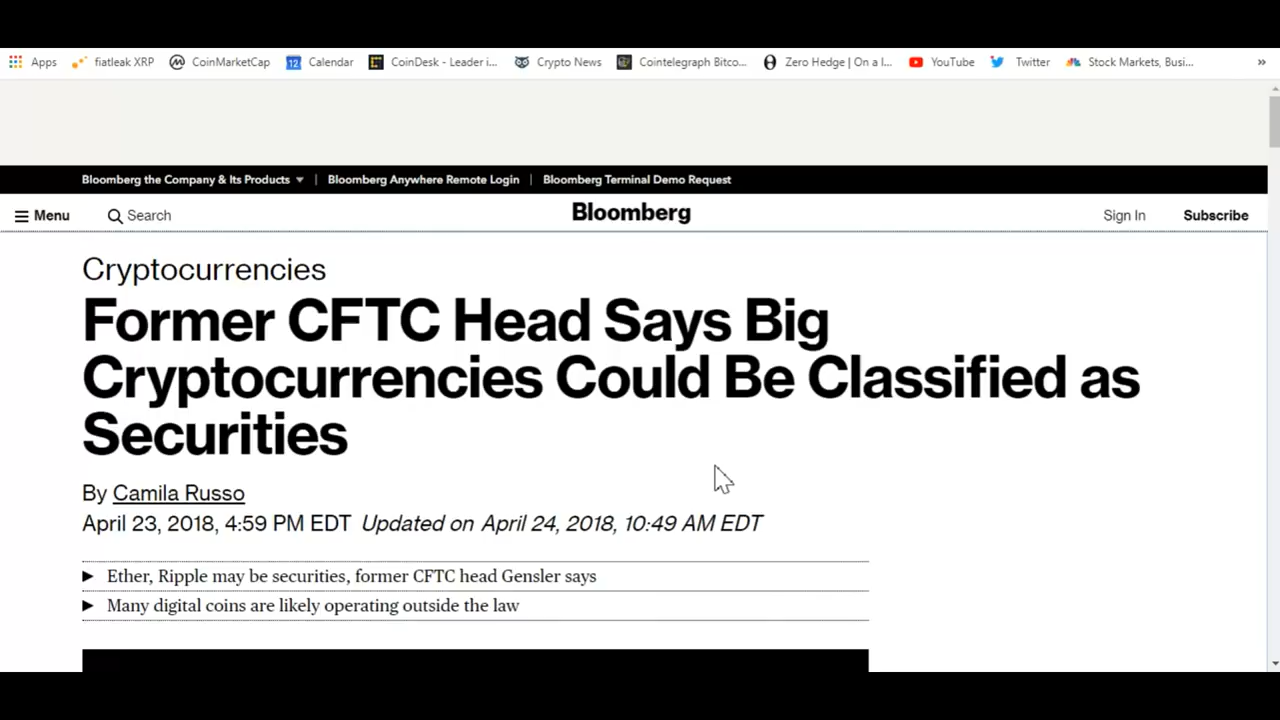 Apps fiatleak XRP CoinMarketCap 12 Calendar CoinDesk - Leader i... Crypto News Cointelegraph Bitco... Zero Hedge | On a l... YouTube Twitter Stock Markets, Busi... »
Bloomberg the Company & Its Products ▼ | Bloomberg Anywhere Remote Login | Bloomberg Terminal Demo Request
Menu Search Bloomberg Sign In Subscribe
Cryptocurrencies
Former CFTC Head Says Big
Cryptocurrencies Could Be Classified as
Securities
By Camila Russo
April 23, 2018, 4:59 PM EDT Updated on April 24, 2018, 10:49 AM EDT
► Ether, Ripple may be securities, former CFTC head Gensler says
► Many digital coins are likely operating outside the law